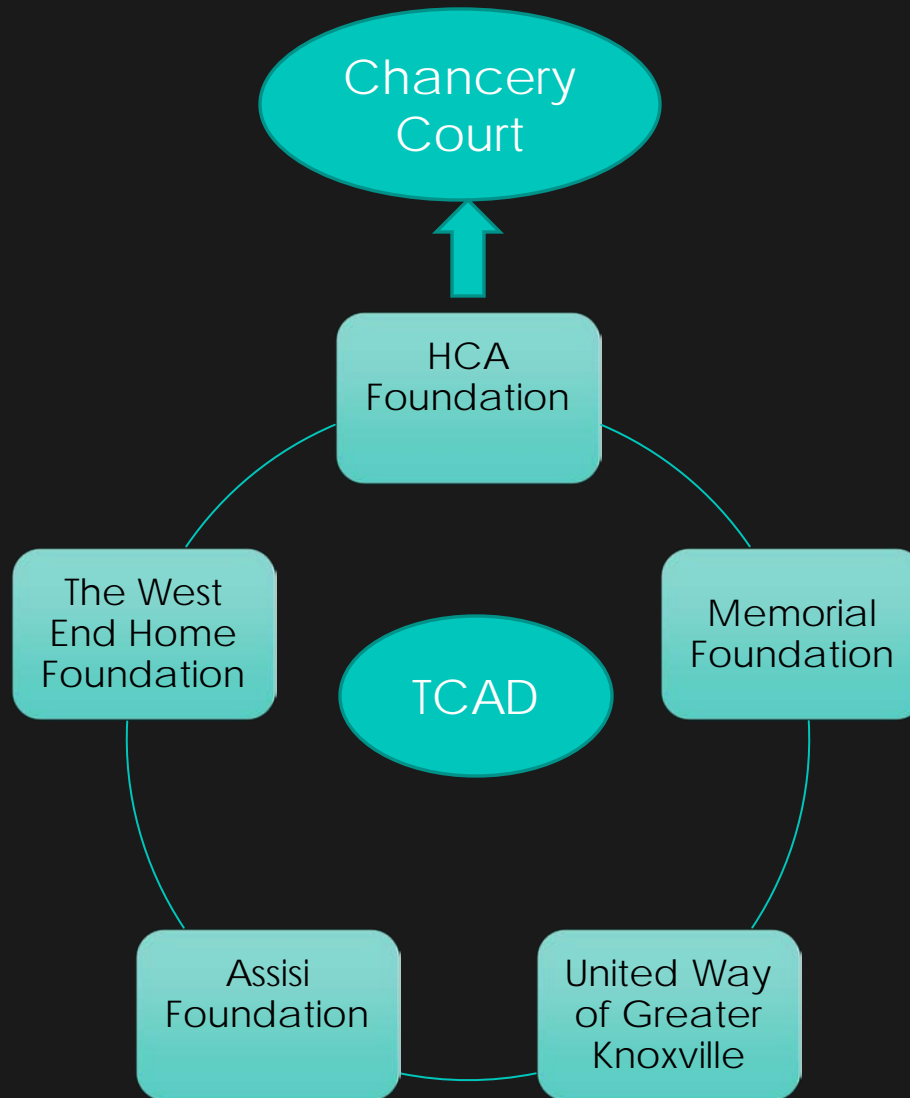 Chancery
Court
HCA
Foundation
The West
End Home
Foundation
Memorial
Foundation
TCAD
Assisi
Foundation
United Way
of Greater
Knoxville